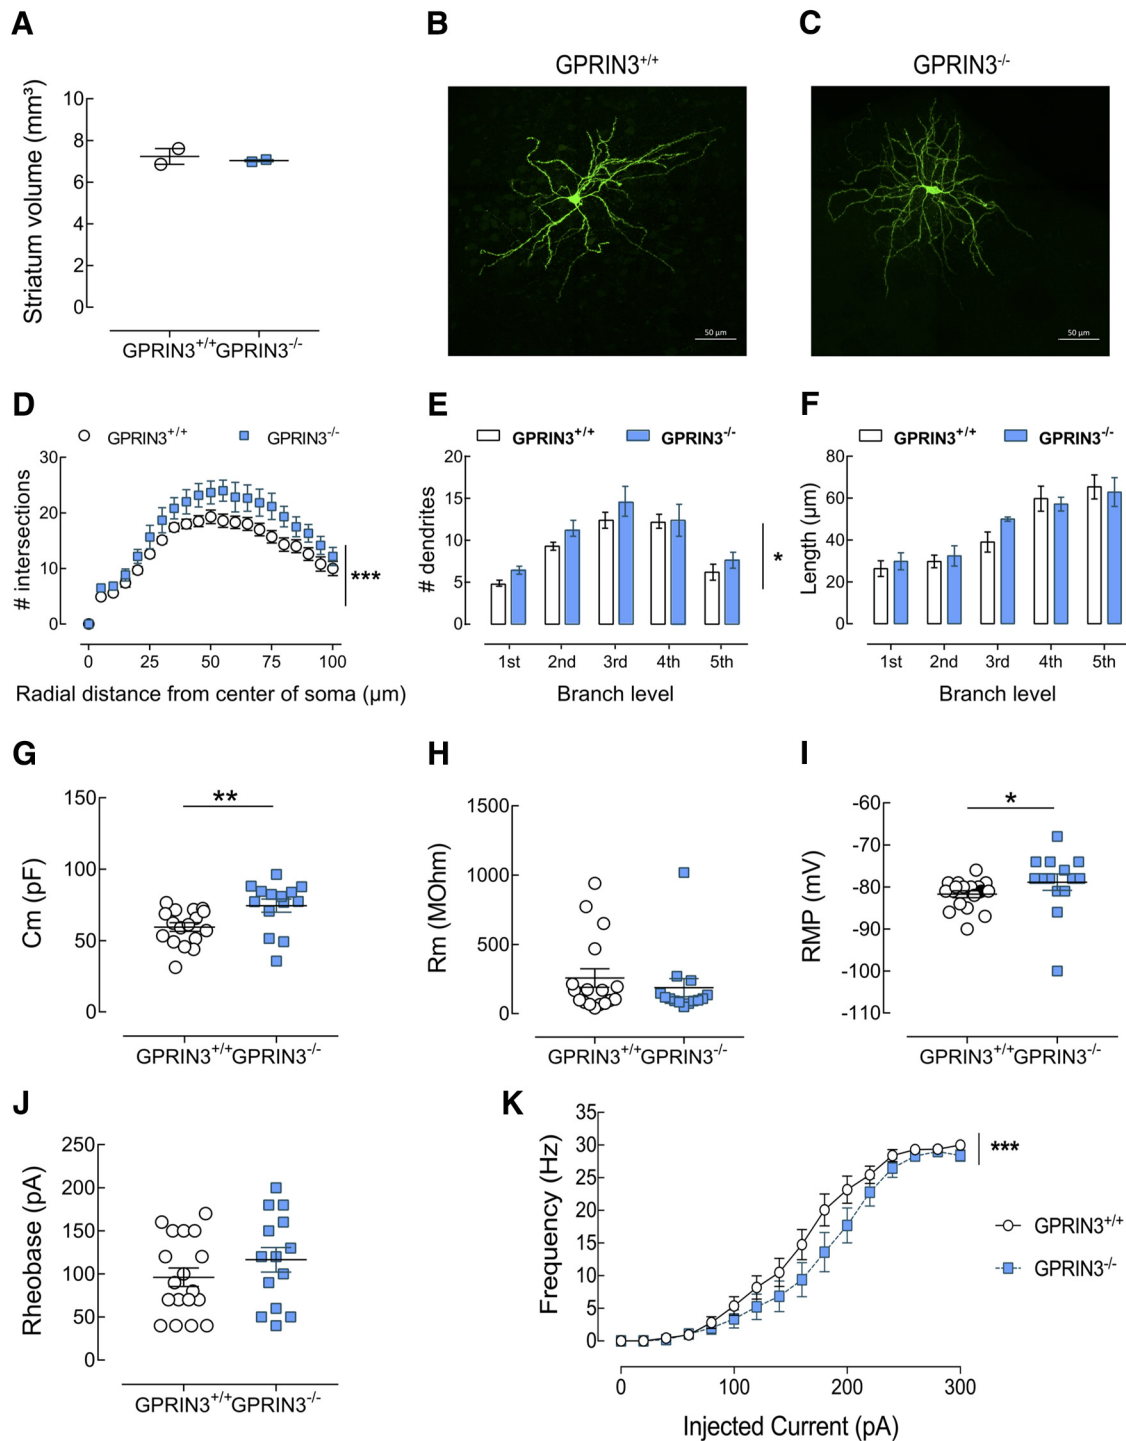 A
B
C
GPRIN3+/+
GPRIN3-/-
Striatum volume (mm³)
10
8
6
4
2
0
GPRIN3+/+ GPRIN3-/-
50 µm
50 µm
D
GPRIN3+/+
GPRIN3-/-
# intersections
30
20
10
0
***
0 25 50 75 100
Radial distance from center of soma (µm)
E
GPRIN3+/+
GPRIN3-/-
# dendrites
20
15
10
5
0
*
1st 2nd 3rd 4th 5th
Branch level
F
GPRIN3+/+
GPRIN3-/-
Length (µm)
80
60
40
20
0
1st 2nd 3rd 4th 5th
Branch level
G
Cm (pF)
150
100
50
0
**
GPRIN3+/+ GPRIN3-/-
H
Rm (MOhm)
1500
1000
500
0
GPRIN3+/+ GPRIN3-/-
I
RMP (mV)
-60
-70
-80
-90
-100
-110
*
GPRIN3+/+ GPRIN3-/-
J
Rheobase (pA)
250
200
150
100
50
0
GPRIN3+/+ GPRIN3-/-
K
Frequency (Hz)
35
30
25
20
15
10
5
0
***
GPRIN3+/+
GPRIN3-/-
0 100 200 300
Injected Current (pA)